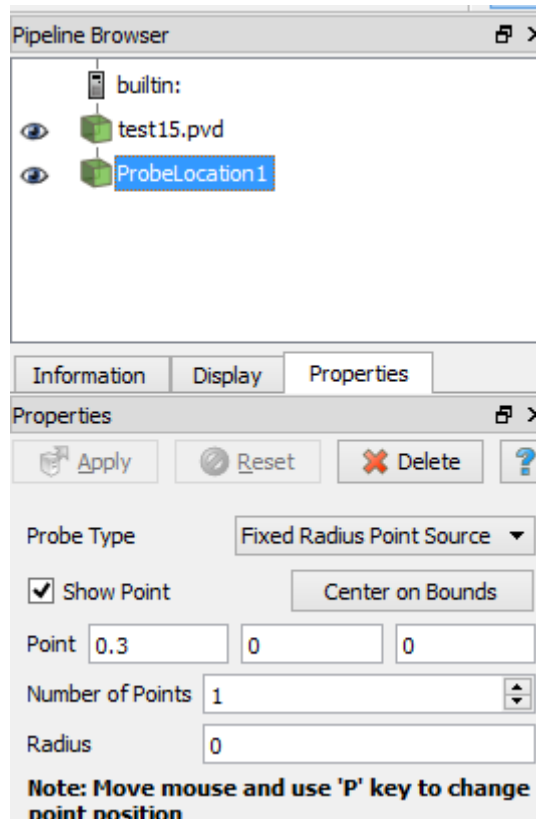 Pipeline Browser
builtin:
test15.pvd
ProbeLocation1
Information Display Properties
Properties
Apply Reset Delete ?
Probe Type Fixed Radius Point Source
Show Point Center on Bounds
Point 0.3 0 0
Number of Points 1
Radius 0
Note: Move mouse and use 'P' key to change
point position